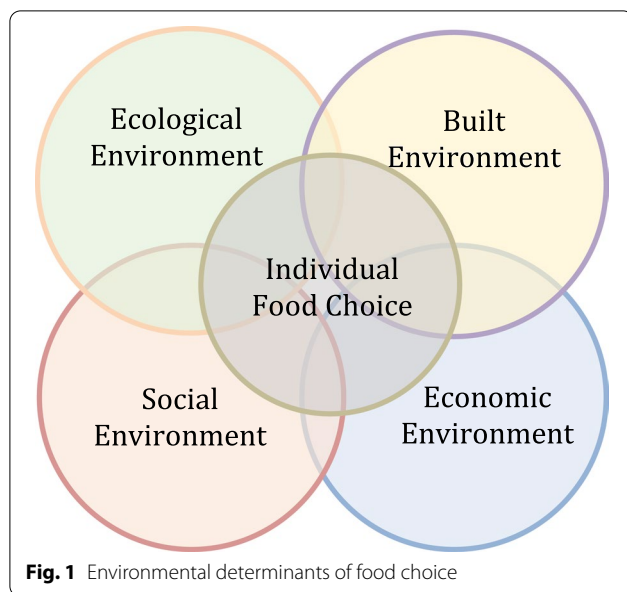 Ecological
Environment
Built
Environment
Individual
Food Choice
Social
Environment
Economic
Environment
Fig. 1 Environmental determinants of food choice